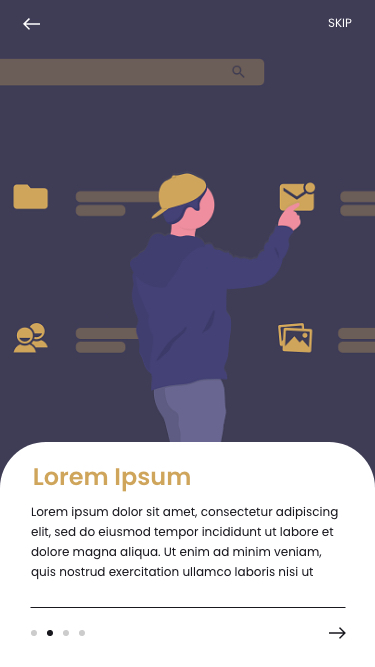 SKIP
Lorem Ipsum
Lorem ipsum dolor sit amet, consectetur adipiscing
elit, sed do eiusmod tempor incididunt ut labore et
dolore magna aliqua. Ut enim ad minim veniam,
quis nostrud exercitation ullamco laboris nisi ut